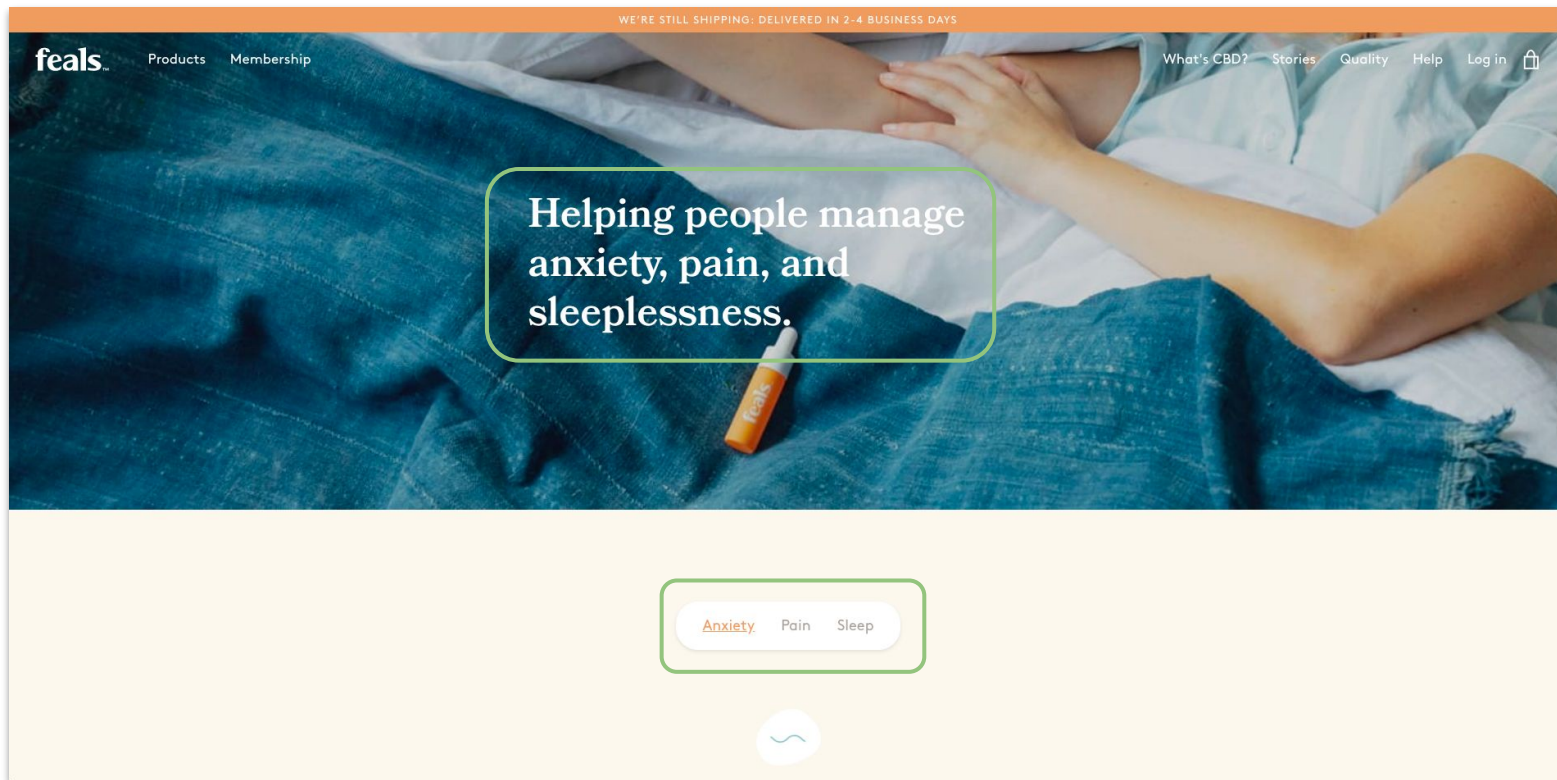 WE'RE STILL SHIPPING: DELIVERED IN 2-4 BUSINESS DAYS
feals™
Products
Membership
What's CBD?
Stories
Quality
Help
Log in
Helping people manage
anxiety, pain, and
sleeplessness.
feals
Anxiety
Pain
Sleep